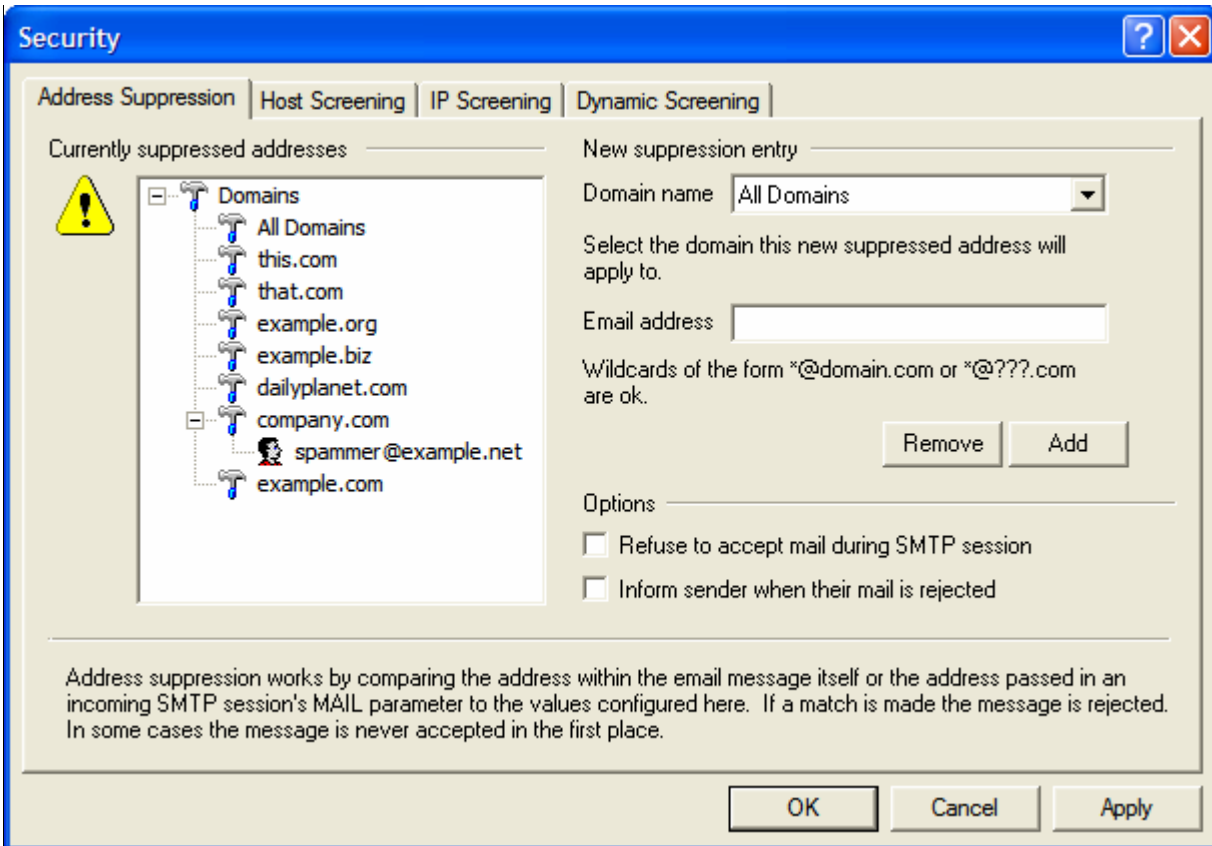 Security
Address Suppression
Host Screening
IP Screening
Dynamic Screening
Currently suppressed addresses
Domains
All Domains
this.com
that.com
example.org
example.biz
dailyplanet.com
company.com
spammer@example.net
example.com
New suppression entry
Domain name
All Domains
Select the domain this new suppressed address will
apply to.
Email address
Wildcards of the form *@domain.com or *@???.com
are ok.
Remove
Add
Options
Refuse to accept mail during SMTP session
Inform sender when their mail is rejected
Address suppression works by comparing the address within the email message itself or the address passed in an
incoming SMTP session's MAIL parameter to the values configured here.  If a match is made the message is rejected.
In some cases the message is never accepted in the first place.
OK
Cancel
Apply